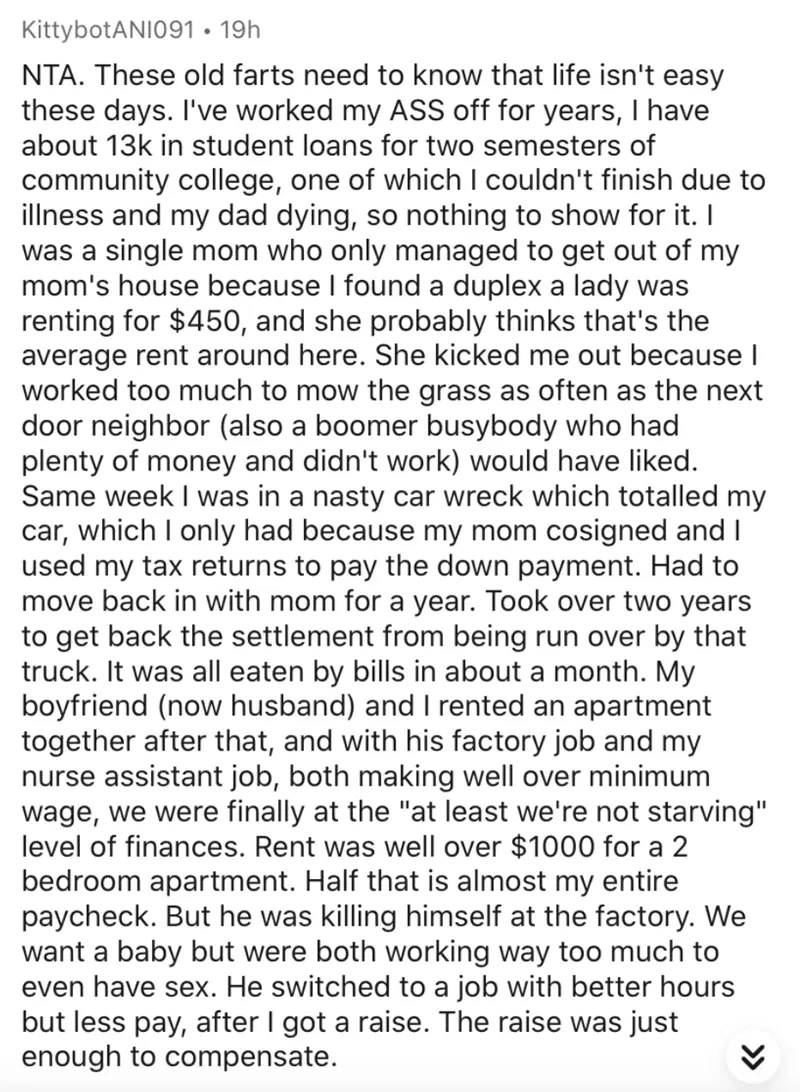 KittybotANI091 • 19h
NTA. These old farts need to know that life isn't easy
these days. I've worked my ASS off for years, I have
about 13k in student loans for two semesters of
community college, one of which I couldn't finish due to
illness and my dad dying, so nothing to show for it. I
was a single mom who only managed to get out of my
mom's house because I found a duplex a lady was
renting for $450, and she probably thinks that's the
average rent around here. She kicked me out because I
worked too much to mow the grass as often as the next
door neighbor (also a boomer busybody who had
plenty of money and didn't work) would have liked.
Same week I was in a nasty car wreck which totalled my
car, which I only had because my mom cosigned and I
used my tax returns to pay the down payment. Had to
move back in with mom for a year. Took over two years
to get back the settlement from being run over by that
truck. It was all eaten by bills in about a month. My
boyfriend (now husband) and I rented an apartment
together after that, and with his factory job and my
nurse assistant job, both making well over minimum
wage, we were finally at the "at least we're not starving"
level of finances. Rent was well over $1000 for a 2
bedroom apartment. Half that is almost my entire
paycheck. But he was killing himself at the factory. We
want a baby but were both working way too much to
even have sex. He switched to a job with better hours
but less pay, after I got a raise. The raise was just
enough to compensate.